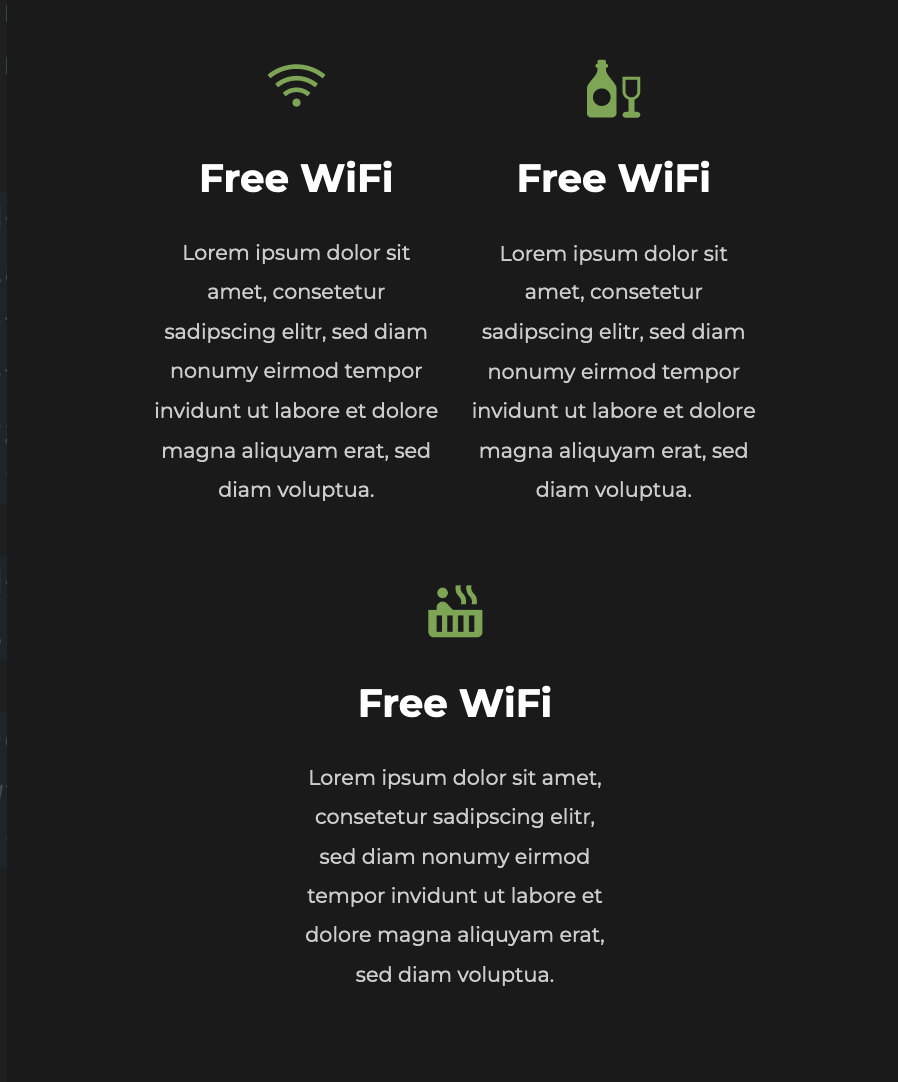 Free WiFi
Lorem ipsum dolor sit
amet, consetetur
sadipscing elitr, sed diam
nonumy eirmod tempor
invidunt ut labore et dolore
magna aliquyam erat, sed
diam voluptua.
Free WiFi
Lorem ipsum dolor sit
amet, consetetur
sadipscing elitr, sed diam
nonumy eirmod tempor
invidunt ut labore et dolore
magna aliquyam erat, sed
diam voluptua.
Free WiFi
Lorem ipsum dolor sit amet,
consetetur sadipscing elitr,
sed diam nonumy eirmod
tempor invidunt ut labore et
dolore magna aliquyam erat,
sed diam voluptua.